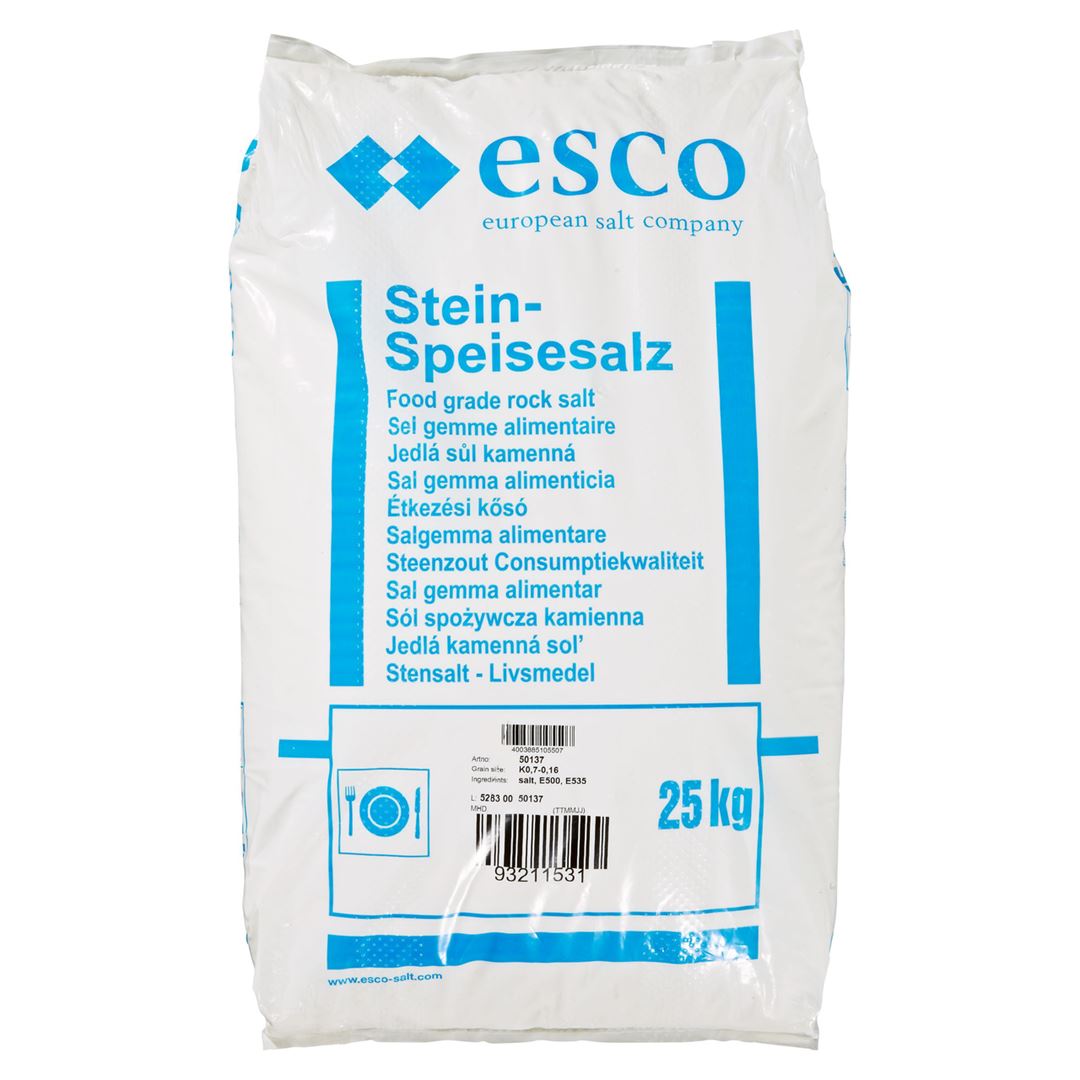 esco
european salt company
Stein-
Speisesalz
Food grade rock salt
Sel gemme alimentaire
Jedlá sůl kamenná
Sal gemma alimenticia
Étkezési kősó
Salgemma alimentare
Steenzout Consumptiekwaliteit
Sal gemma alimentar
Sól spożywcza kamienna
Jedlá kamenná sol’
Stensalt - Livsmedel
4003885105507
Artno: 50137
Grain size: K0,7-0,16
Ingredints: salt, E500, E535
L: 5283 00 50137
MHD (TTMMJJ)
93211531
25 kg
www.esco-salt.com